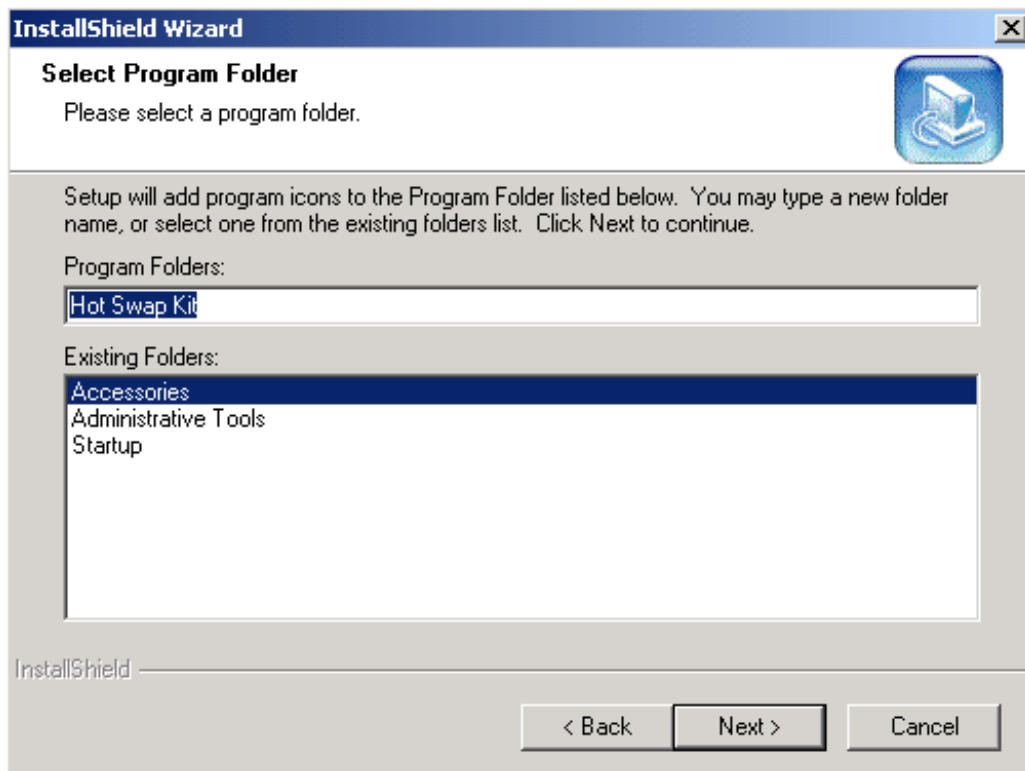 InstallShield Wizard
Select Program Folder
Please select a program folder.
Setup will add program icons to the Program Folder listed below. You may type a new folder
name, or select one from the existing folders list. Click Next to continue.
Program Folders:
Hot Swap Kit
Existing Folders:
Accessories
Administrative Tools
Startup
InstallShield
< Back Next > Cancel